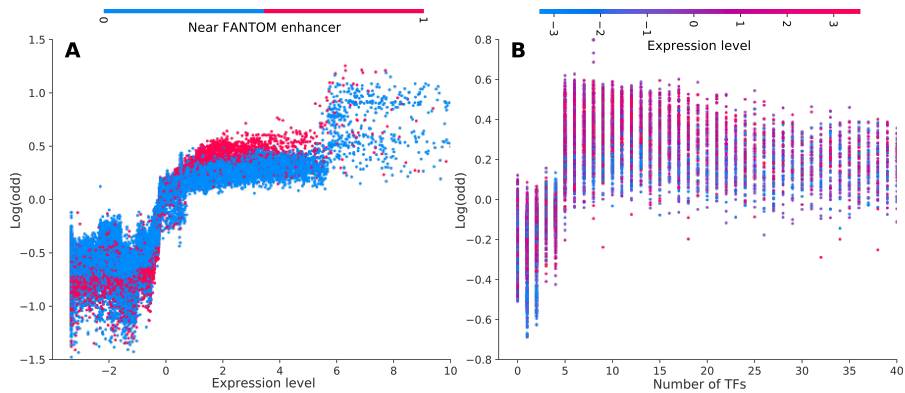 0 1
Near FANTOM enhancer
A
1.5
1.0
0.5
0.0
−0.5
−1.0
−1.5
Log(odd)
−2 0 2 4 6 8 10
Expression level
−3 −2 −1 0 1 2 3
Expression level
B
0.8
0.6
0.4
0.2
0.0
−0.2
−0.4
−0.6
−0.8
Log(odd)
0 5 10 15 20 25 30 35 40
Number of TFs